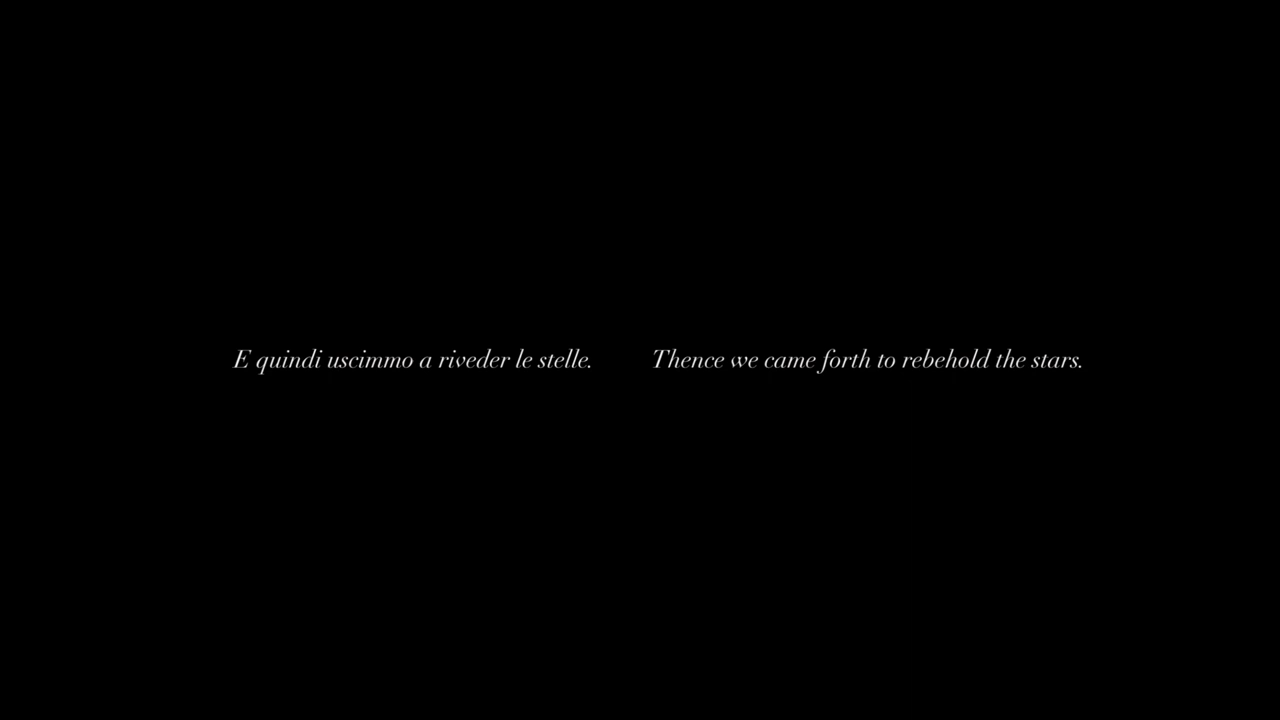 E quindi uscimmo a riveder le stelle.
Thence we came forth to rebehold the stars.